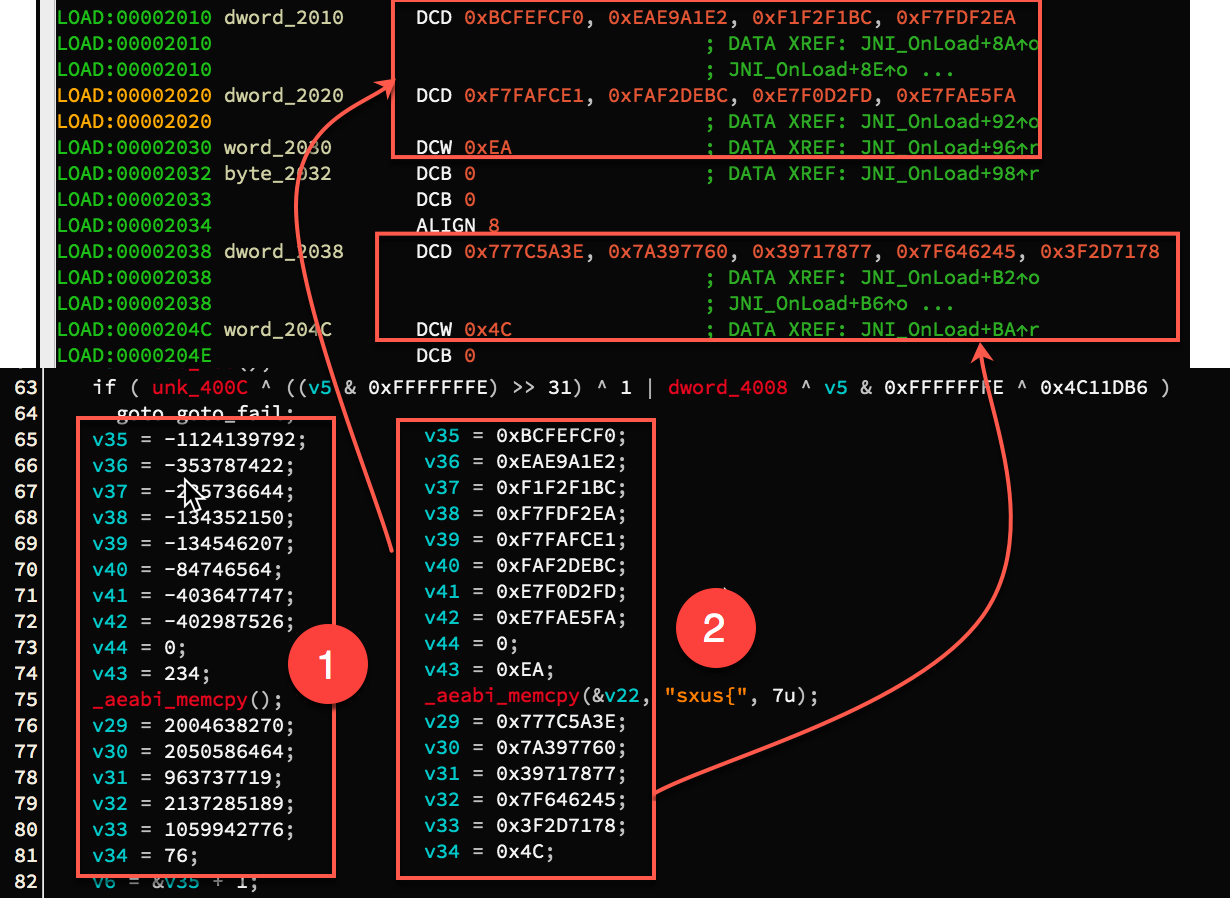 LOAD:00002010 dword_2010 DCD 0xBCFEFCF0, 0xEAE9A1E2, 0xF1F2F1BC, 0xF7FDF2EA
LOAD:00002010 ; DATA XREF: JNI_OnLoad+8A↑o
LOAD:00002010 ; JNI_OnLoad+8E↑o ...
LOAD:00002020 dword_2020 DCD 0xF7FAFCE1, 0xFAF2DEBC, 0xE7F0D2FD, 0xE7FAE5FA
LOAD:00002020 ; DATA XREF: JNI_OnLoad+92↑o
LOAD:00002030 word_2030 DCW 0xEA ; DATA XREF: JNI_OnLoad+96↑r
LOAD:00002032 byte_2032 DCB 0 ; DATA XREF: JNI_OnLoad+98↑r
LOAD:00002033 DCB 0
LOAD:00002034 ALIGN 8
LOAD:00002038 dword_2038 DCD 0x777C5A3E, 0x7A397760, 0x39717877, 0x7F646245, 0x3F2D7178
LOAD:00002038 ; DATA XREF: JNI_OnLoad+B2↑o
LOAD:00002038 ; JNI_OnLoad+B6↑o ...
LOAD:0000204C word_204C DCW 0x4C ; DATA XREF: JNI_OnLoad+BA↑r
LOAD:0000204E DCB 0
63 if ( unk_400C ^ ((v5 & 0xFFFFFFFE) >> 31) ^ 1 | dword_4008 ^ v5 & 0xFFFFFFFE ^ 0x4C11DB6 )
64 goto goto_fail;
65 v35 = -1124139792; v35 = 0xBCFEFCF0;
66 v36 = -353787422; v36 = 0xEAE9A1E2;
67 v37 = v37 = 0xF1F2F1BC;
68 v38 = -134352150; v38 = 0xF7FDF2EA;
69 v39 = -134546207; v39 = 0xF7FAFCE1;
70 v40 = -84746564; v40 = 0xFAF2DEBC;
71 v41 = -403647747; v41 = 0xE7F0D2FD;
72 v42 = -402987526; v42 = 0xE7FAE5FA;
73 v44 = 0; v44 = 0;
74 v43 = 234; v43 = 0xEA;
75 _aeabi_memcpy(); _aeabi_memcpy(&v22, "sxus{", 7u);
76 v29 = 2004638270; v29 = 0x777C5A3E;
77 v30 = 2050586464; v30 = 0x7A397760;
78 v31 = 963737719; v31 = 0x39717877;
79 v32 = 2137285189; v32 = 0x7F646245;
80 v33 = 1059942776; v33 = 0x3F2D7178;
81 v34 = 76; v34 = 0x4C;
82 v6 = &v35 + 1;
1
2